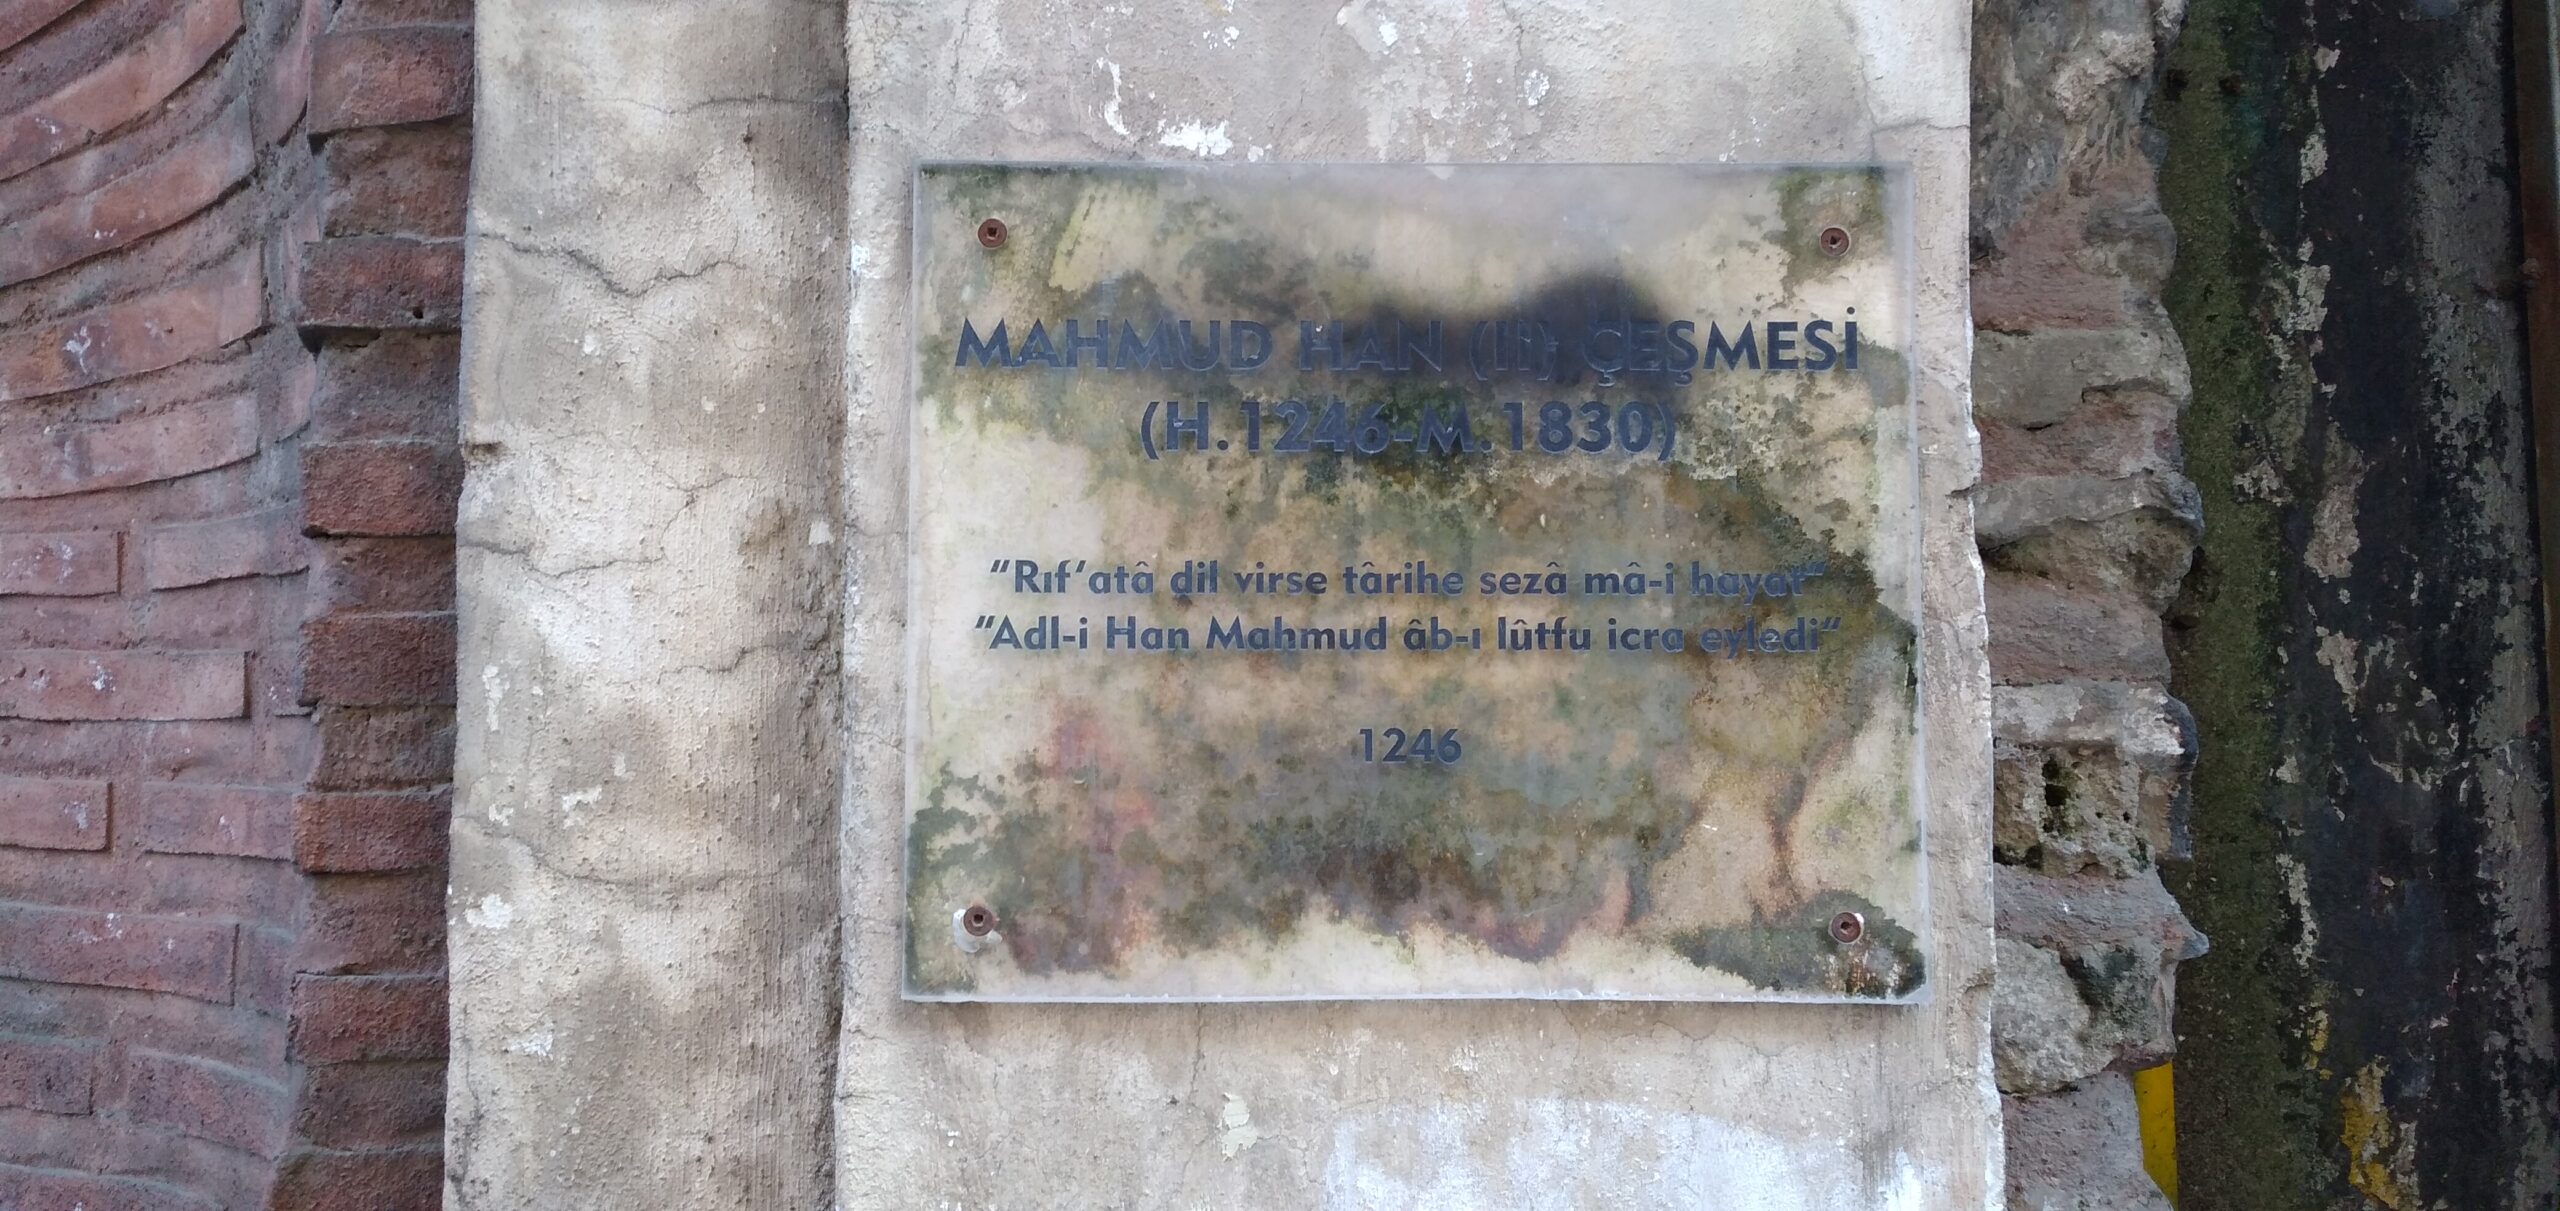 MAHMUD HAN (II) ÇEŞMESİ
(H.1246-M.1830)
"Rıf'atâ dil virse târihe sezâ mâ-i hayat"
"Adl-i Han Mahmud âb-ı lûtfu icra eyledi"
1246